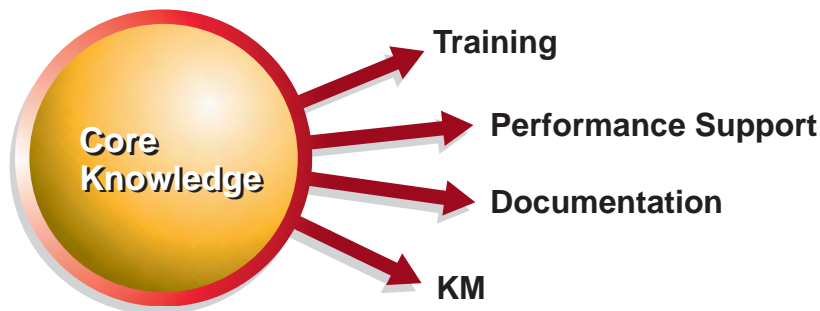 Training
Performance Support
Core
Knowledge
Documentation
KM